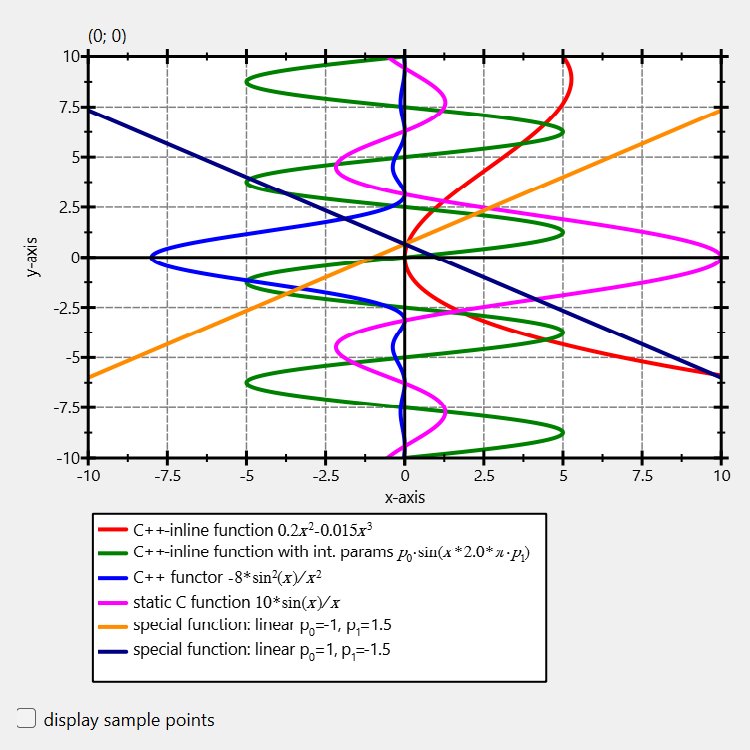 (0; 0)
10
7.5
5
2.5
0
-2.5
-5
-7.5
-10
y-axis
-10 -7.5 -5 -2.5 0 2.5 5 7.5 10
x-axis
C++-inline function 0.2x²-0.015x³
C++-inline function with int. params p₀·sin(x*2.0*π·p₁)
C++ functor -8*sin²(x)/x²
static C function 10*sin(x)/x
special function: linear p₀=-1, p₁=1.5
special function: linear p₀=1, p₁=-1.5
display sample points